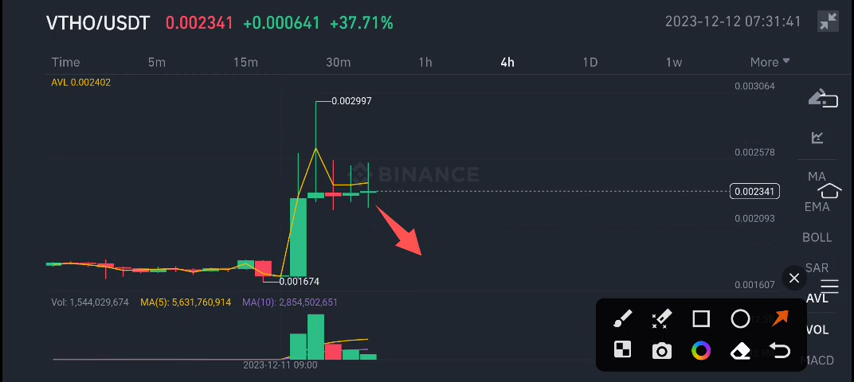 VTHO/USDT 0.002341 +0.000641 +37.71% 2023-12-12 07:31:41
Time 5m 15m 30m 1h 4h 1D 1w More
AVL 0.002402
0.003064
0.002997
0.002578
BINANCE
0.002341
0.002093
0.001674
0.001607
MA
EMA
BOLL
SAR
AVL
VOL
MACD
Vol: 1,544,029,674 MA(5): 5,631,760,914 MA(10): 2,854,502,651
2023-12-11 09:00